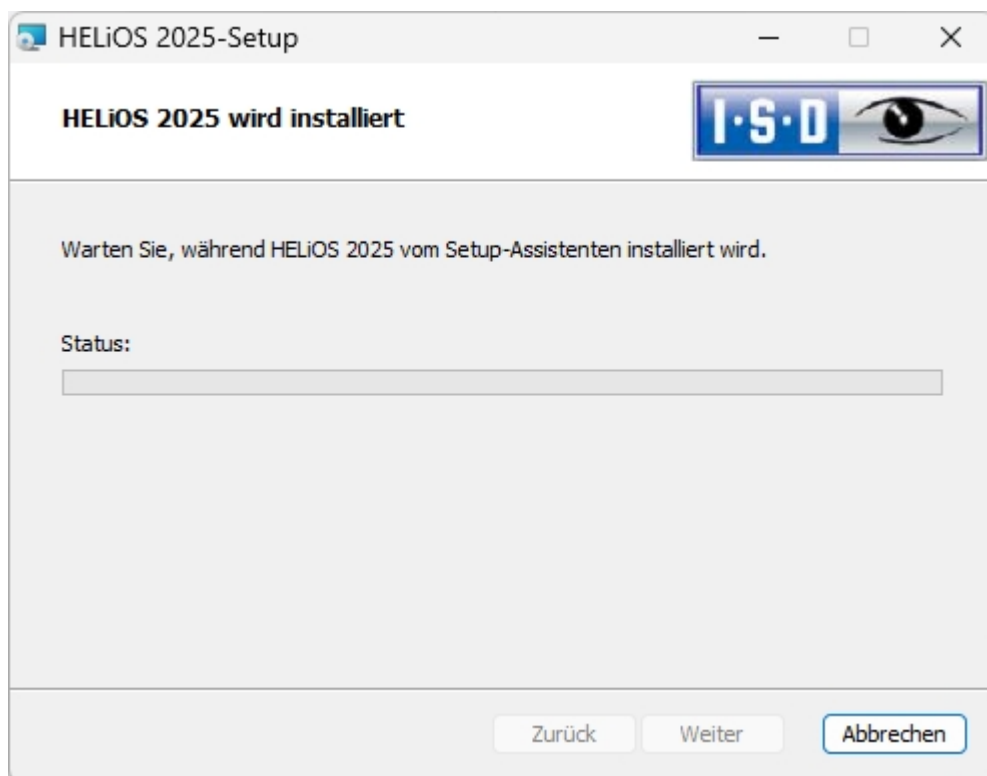 HELiOS 2025-Setup
HELiOS 2025 wird installiert
I·S·D
Warten Sie, während HELiOS 2025 vom Setup-Assistenten installiert wird.
Status:
Zurück Weiter Abbrechen